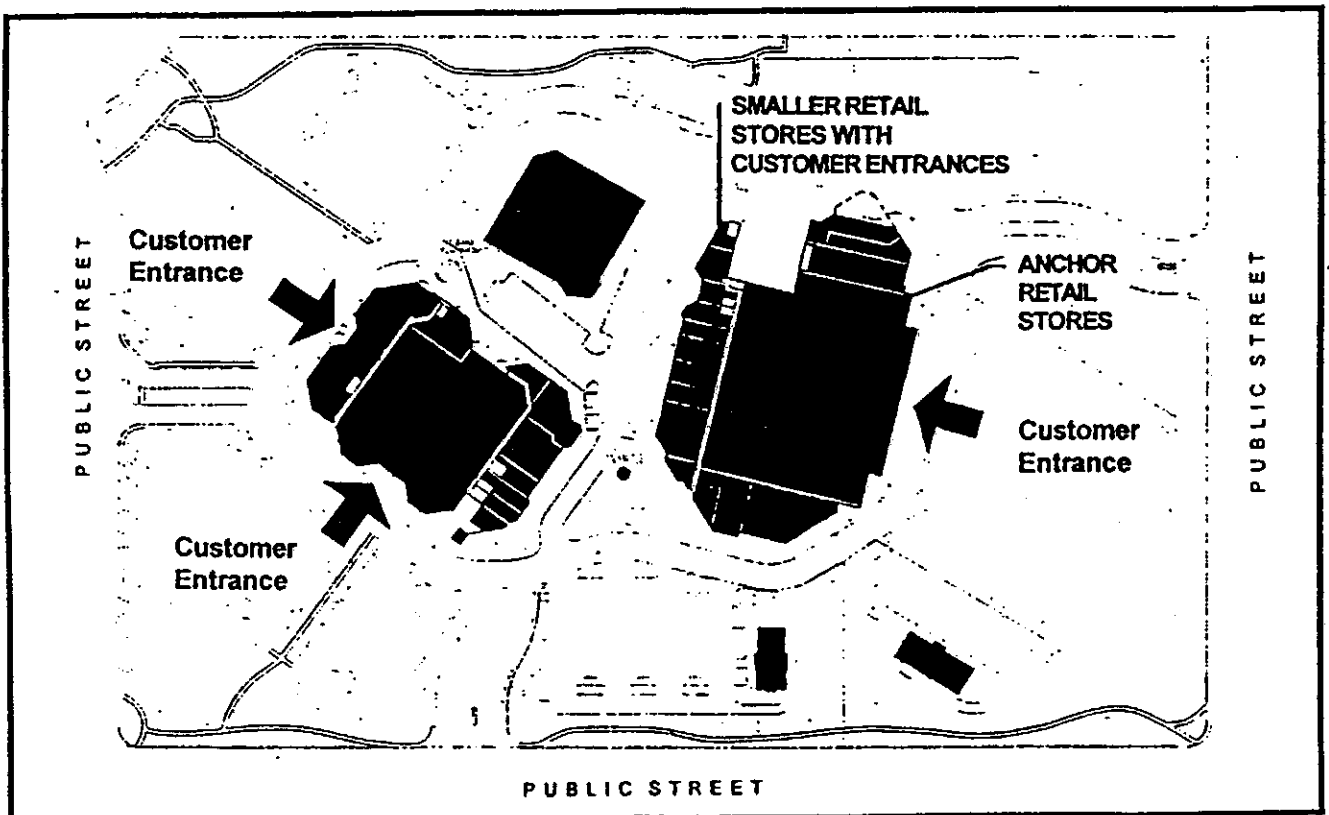 SMALLER RETAIL
STORES WITH
CUSTOMER ENTRANCES
Customer
Entrance
PUBLIC STREET
ANCHOR
RETAIL
STORES
PUBLIC STREET
Customer
Entrance
Customer
Entrance
PUBLIC STREET